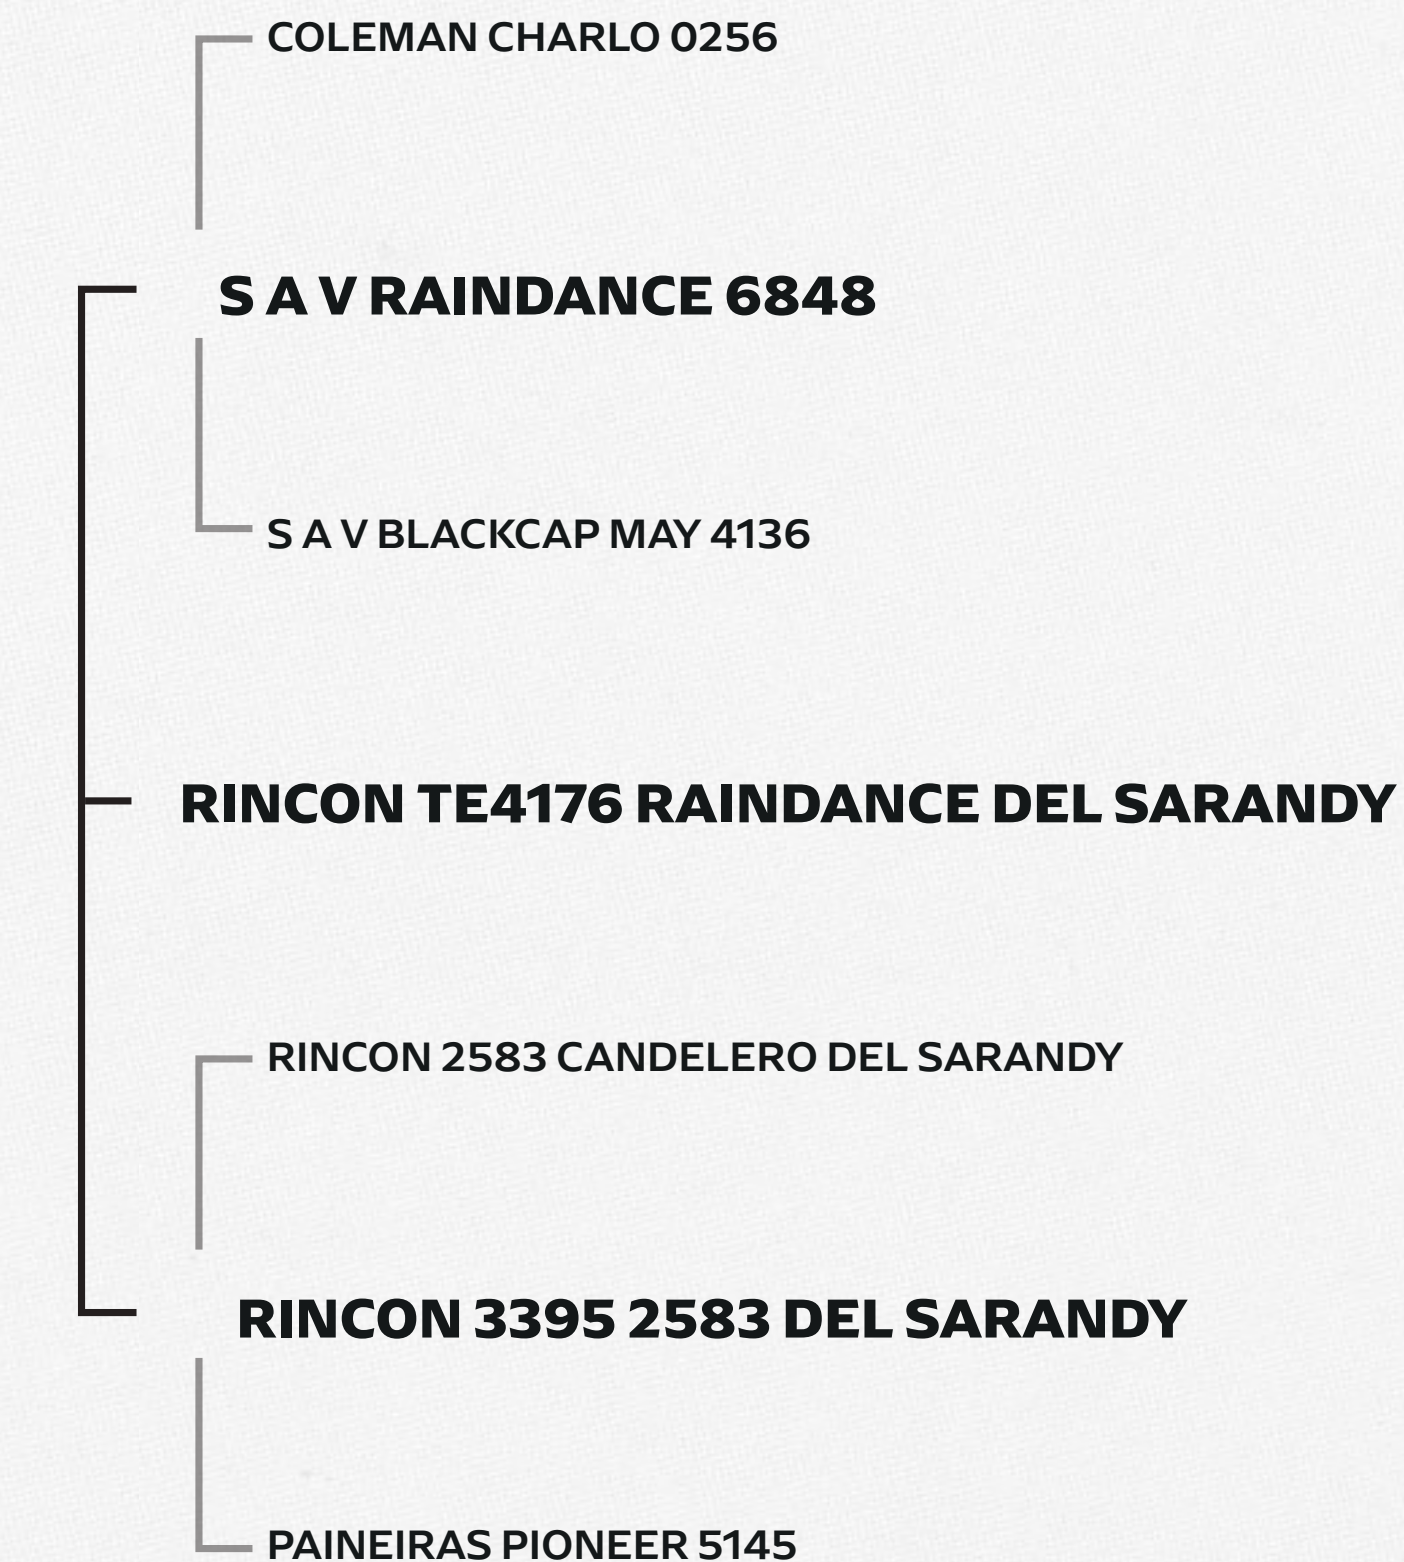 COLEMAN CHARLO 0256
S A V RAINDANCE 6848
S A V BLACKCAP MAY 4136
RINCON TE4176 RAINDANCE DEL SARANDY
RINCON 2583 CANDELERO DEL SARANDY
RINCON 3395 2583 DEL SARANDY
PAINEIRAS PIONEER 5145